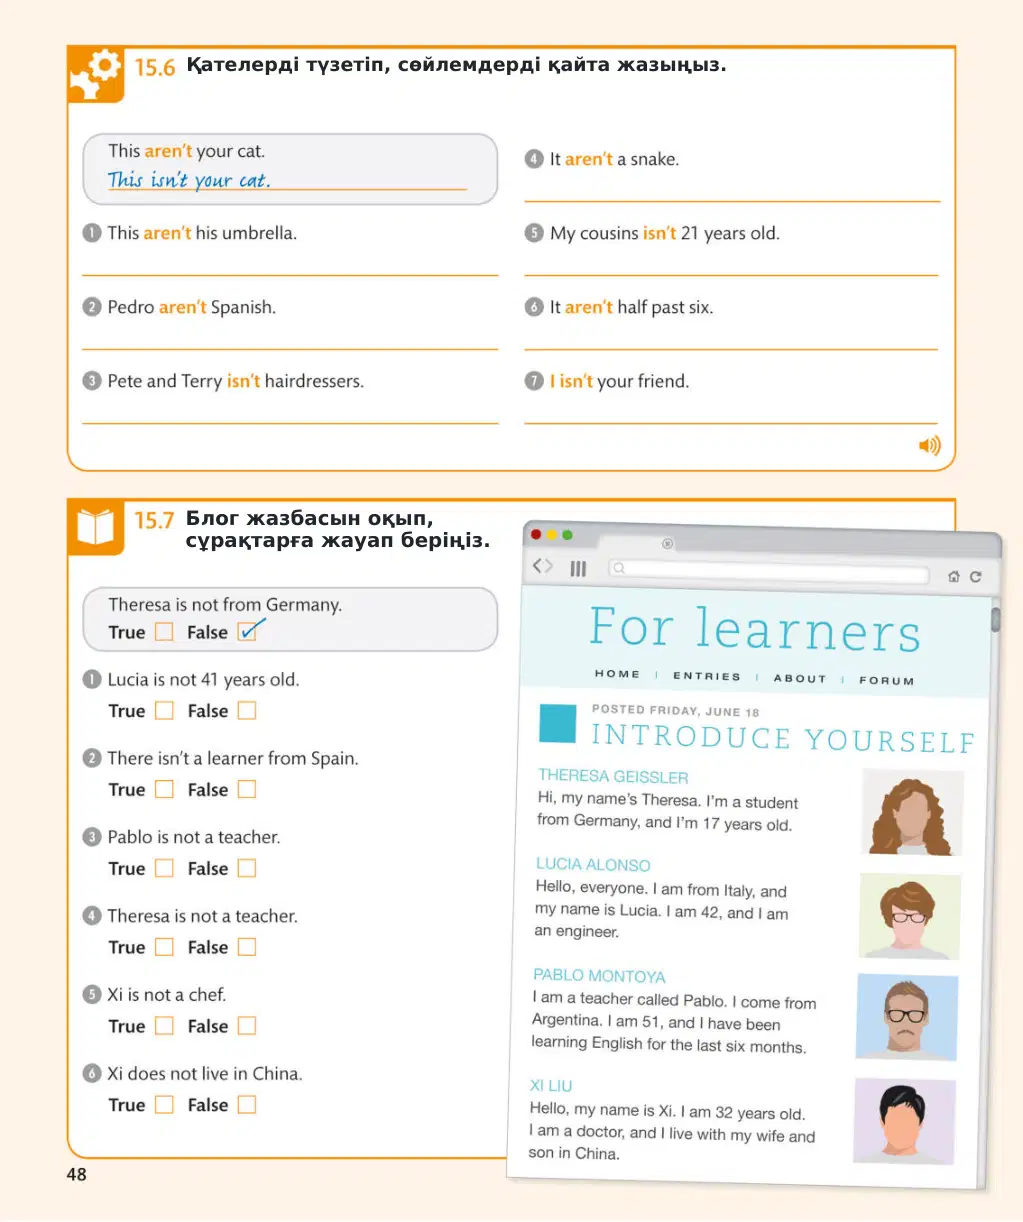 15.6 Қателерді түзетіп, сөйлемдерді қайта жазыңыз.
This aren't your cat.
This isn't your cat.
1 This aren't his umbrella.
2 Pedro aren't Spanish.
3 Pete and Terry isn't hairdressers.
4 It aren't a snake.
5 My cousins isn't 21 years old.
6 It aren't half past six.
7 I isn't your friend.
15.7 Блог жазбасын оқып,
сұрақтарға жауап беріңіз.
Theresa is not from Germany.
True False
1 Lucia is not 41 years old.
True False
2 There isn't a learner from Spain.
True False
3 Pablo is not a teacher.
True False
4 Theresa is not a teacher.
True False
5 Xi is not a chef.
True False
6 Xi does not live in China.
True False
For learners
HOME | ENTRIES | ABOUT | FORUM
POSTED FRIDAY, JUNE 18
INTRODUCE YOURSELF
THERESA GEISSLER
Hi, my name's Theresa. I'm a student
from Germany, and I'm 17 years old.
LUCIA ALONSO
Hello, everyone. I am from Italy, and
my name is Lucia. I am 42, and I am
an engineer.
PABLO MONTOYA
I am a teacher called Pablo. I come from
Argentina. I am 51, and I have been
learning English for the last six months.
XI LIU
Hello, my name is Xi. I am 32 years old.
I am a doctor, and I live with my wife and
son in China.
48